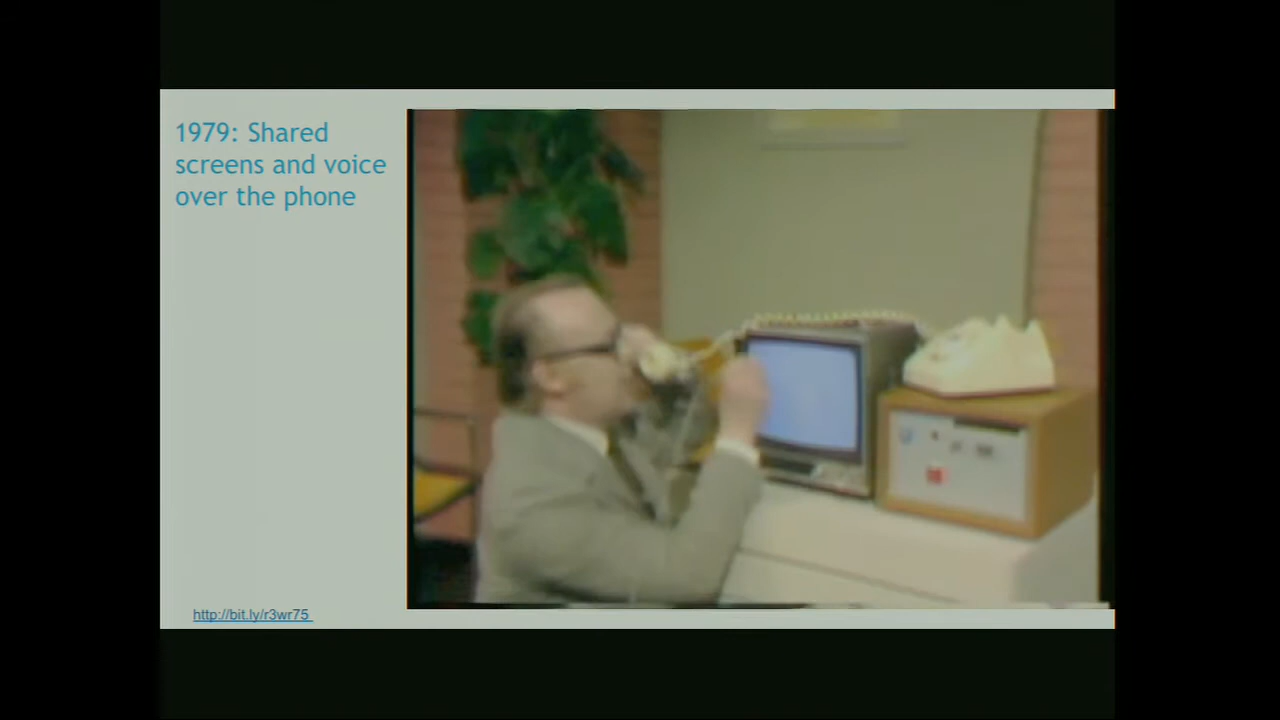 1979: Shared
screens and voice
over the phone
http://bit.ly/r3wr75